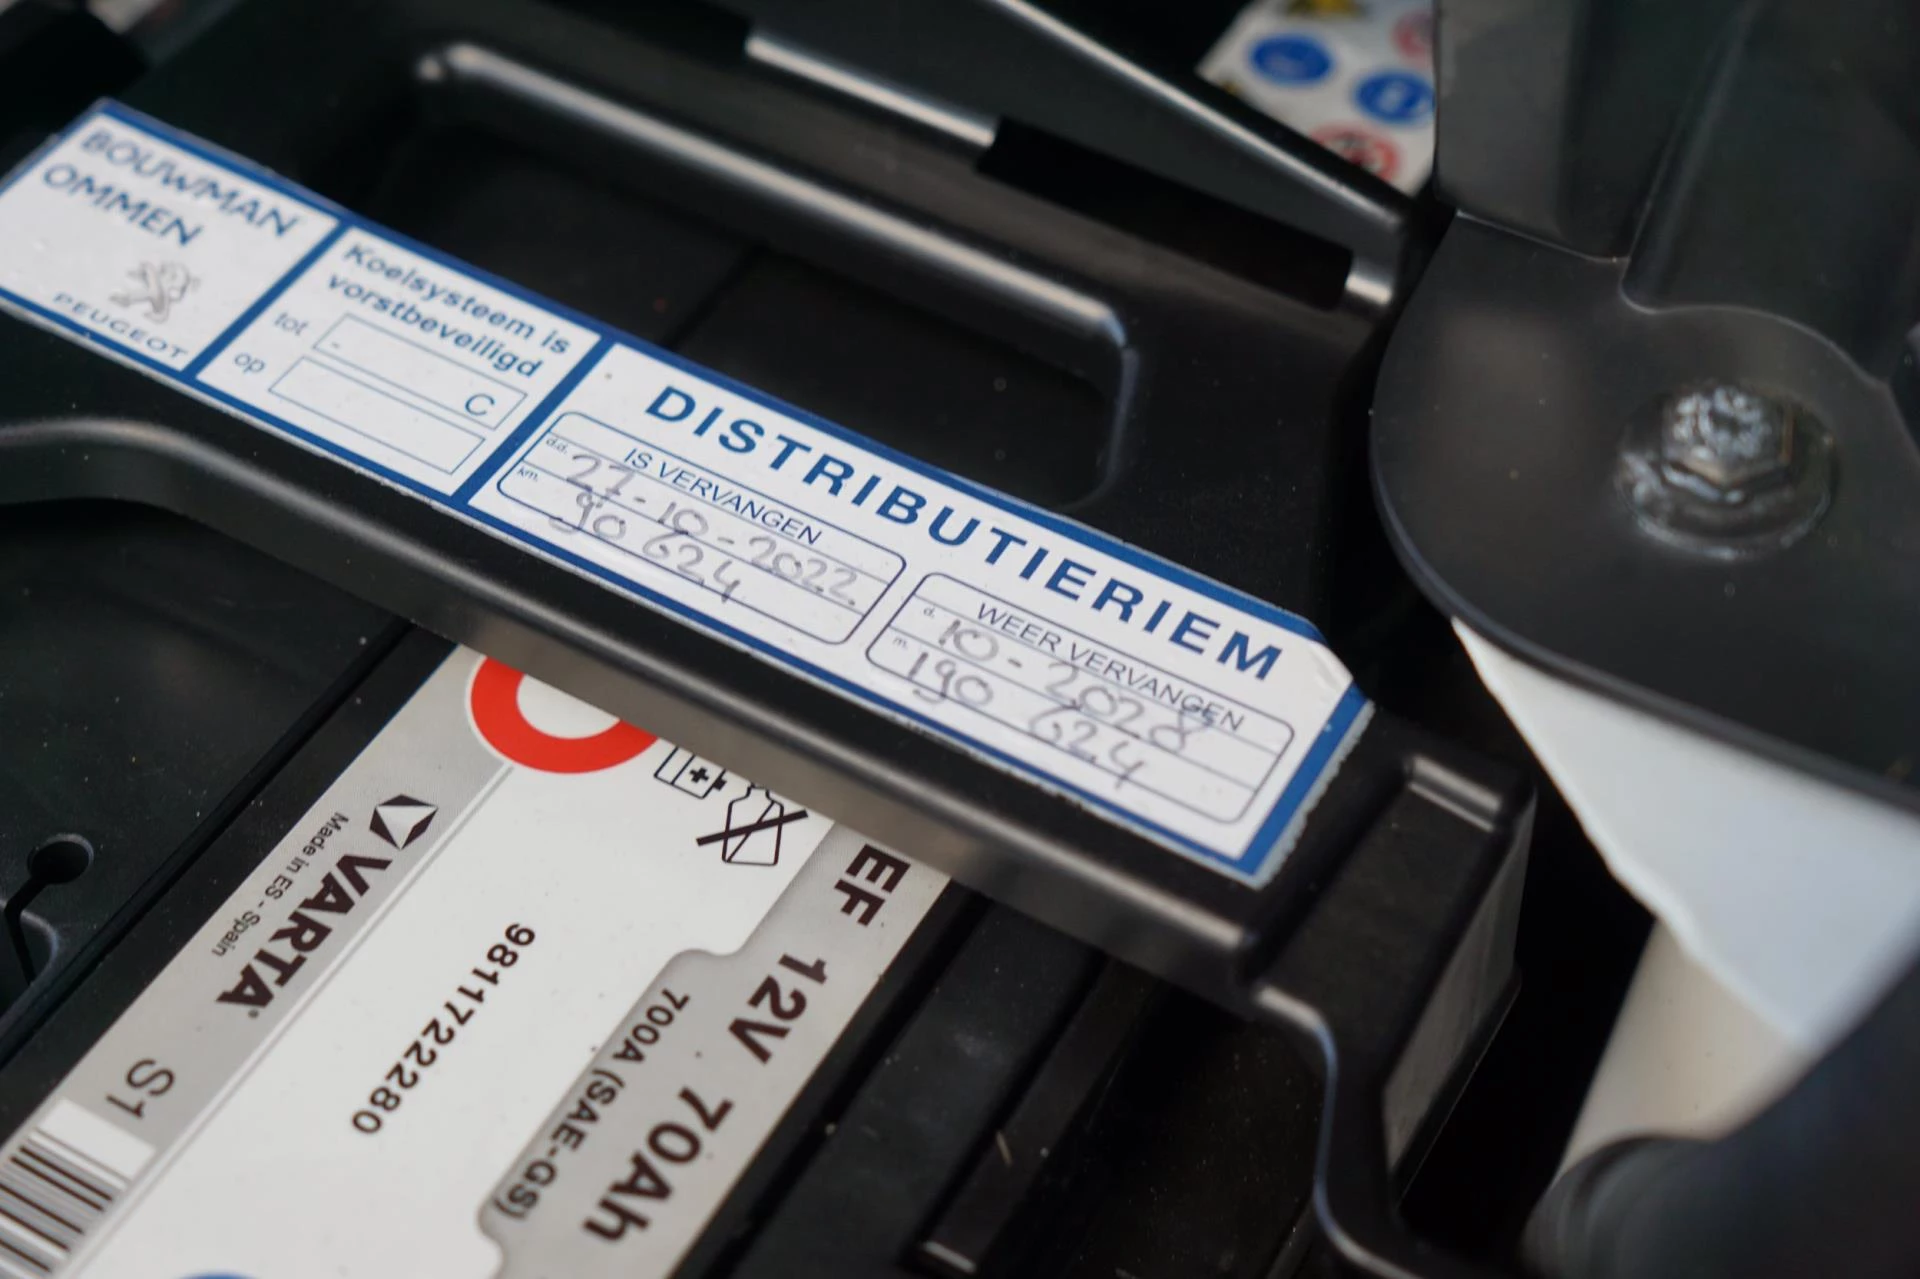 BOUWMAN
OMMEN
PEUGEOT
Koelsysteem is
vorstbeveiligd
tot - C
op
DISTRIBUTIERIEM
IS VERVANGEN
d.d. 27-10-2022
km. 90 624
WEER VERVANGEN
d. 10-2028
m. 190 624
VARTA®
Made in ES - Spain
S1
9811722280
EF 12V 70Ah
700A (SAE-GS)